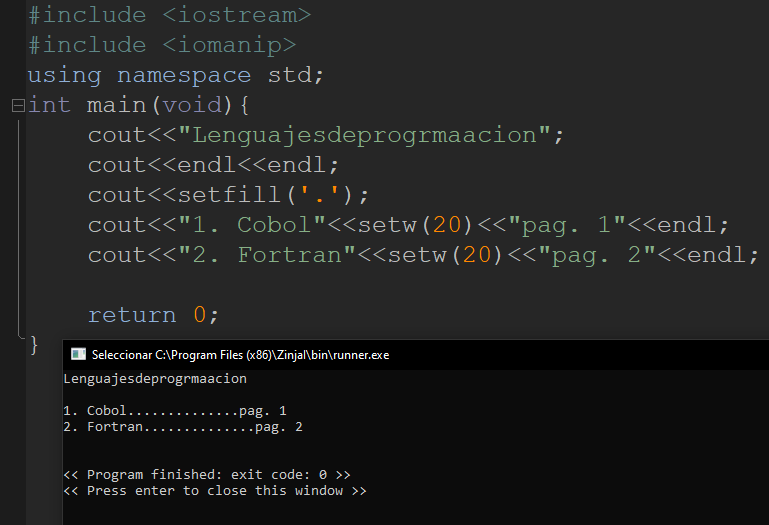 #include <iostream>
#include <iomanip>
using namespace std;
int main(void){
cout<<"Lenguajesdeprogrmaacion";
cout<<endl<<endl;
cout<<setfill('.');
cout<<"1. Cobol"<<setw(20)<<"pag. 1"<<endl;
cout<<"2. Fortran"<<setw(20)<<"pag. 2"<<endl;
return 0;
}
Seleccionar C:\Program Files (x86)\Zinjal\bin\runner.exe
Lenguajesdeprogrmaacion
1. Cobol..............pag. 1
2. Fortran..............pag. 2
<< Program finished: exit code: 0 >>
<< Press enter to close this window >>